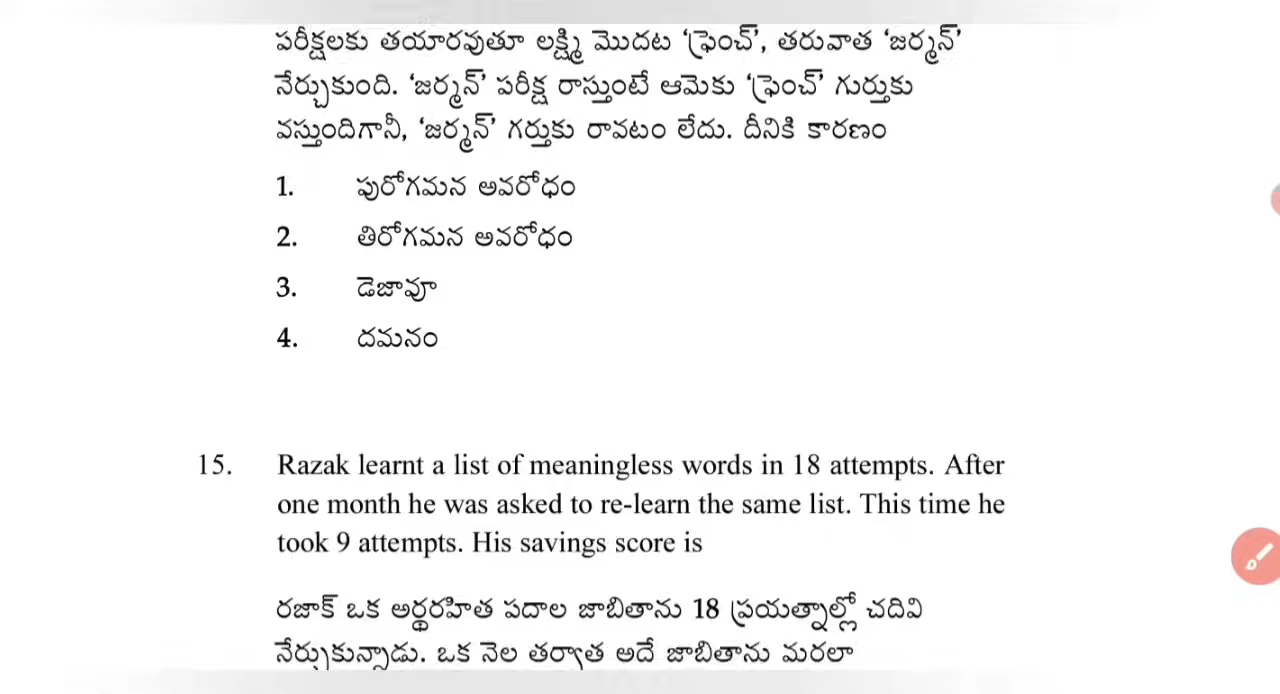 పరీక్షలకు తయారవుతూ లక్ష్మి మొదట ‘ఫ్రెంచ్’, తరువాత ‘జర్మన్’
నేర్చుకుంది. ‘జర్మన్’ పరీక్ష రాస్తుంటే ఆమెకు ‘ఫ్రెంచ్’ గుర్తుకు
వస్తుందిగానీ, ‘జర్మన్’ గర్తుకు రావటం లేదు. దీనికి కారణం
1. పురోగమన అవరోధం
2. తిరోగమన అవరోధం
3. డెజావూ
4. దమనం
15. Razak learnt a list of meaningless words in 18 attempts. After
one month he was asked to re-learn the same list. This time he
took 9 attempts. His savings score is
రజాక్ ఒక అర్థరహిత పదాల జాబితాను 18 ప్రయత్నాల్లో చదివి
నేర్చుకున్నాడు. ఒక నెల తర్వాత అదే జాబితాను మరలా